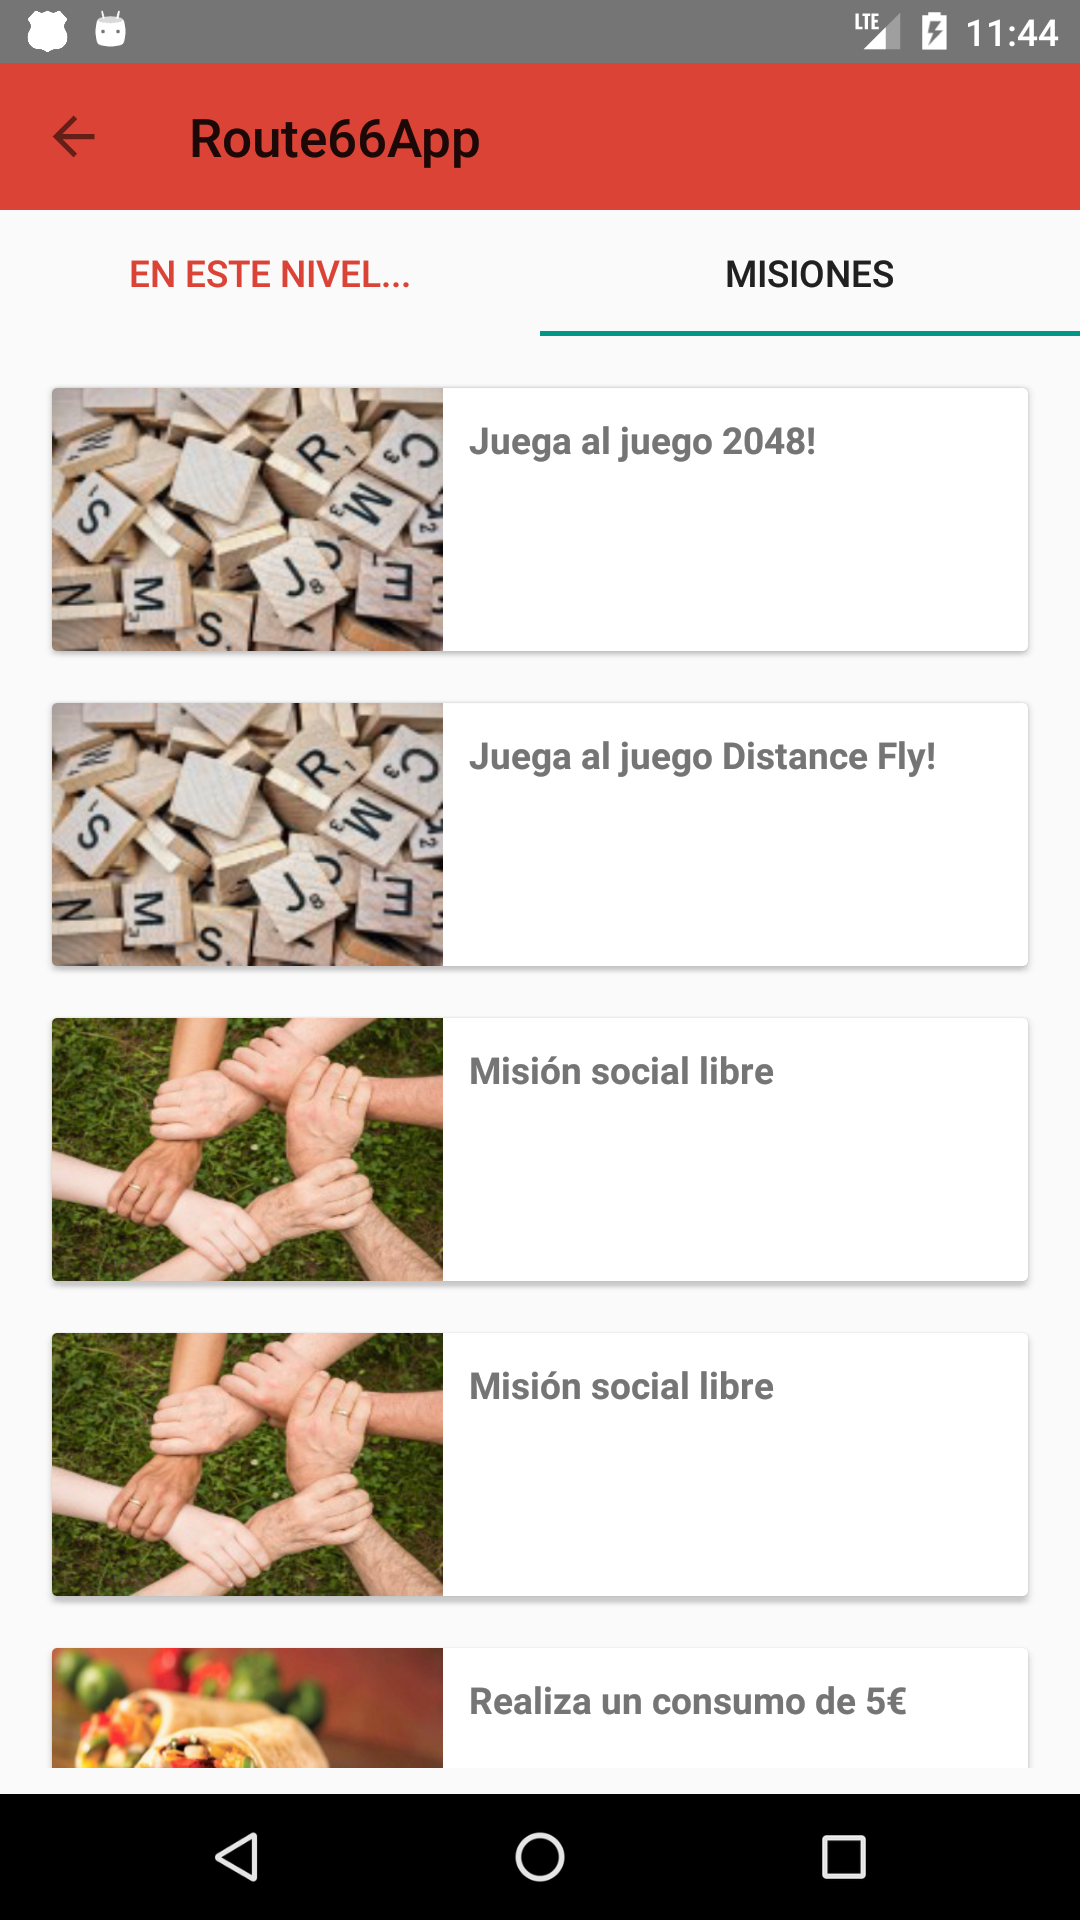 LTE 11:44
Route66App
EN ESTE NIVEL...
MISIONES
Juega al juego 2048!
Juega al juego Distance Fly!
Misión social libre
Misión social libre
Realiza un consumo de 5€